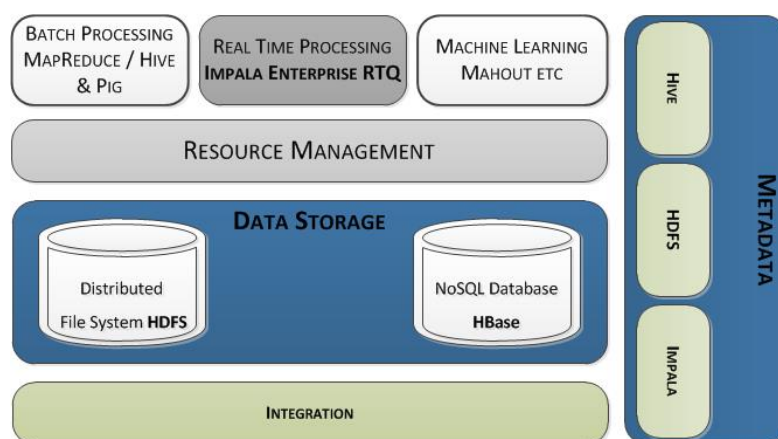 Batch Processing
MapReduce / Hive
& Pig
Real Time Processing
Impala Enterprise RTQ
Machine Learning
Mahout etc
Resource Management
Data Storage
Distributed
File System HDFS
NoSQL Database
HBase
Integration
Hive
HDFS
Impala
Metadata